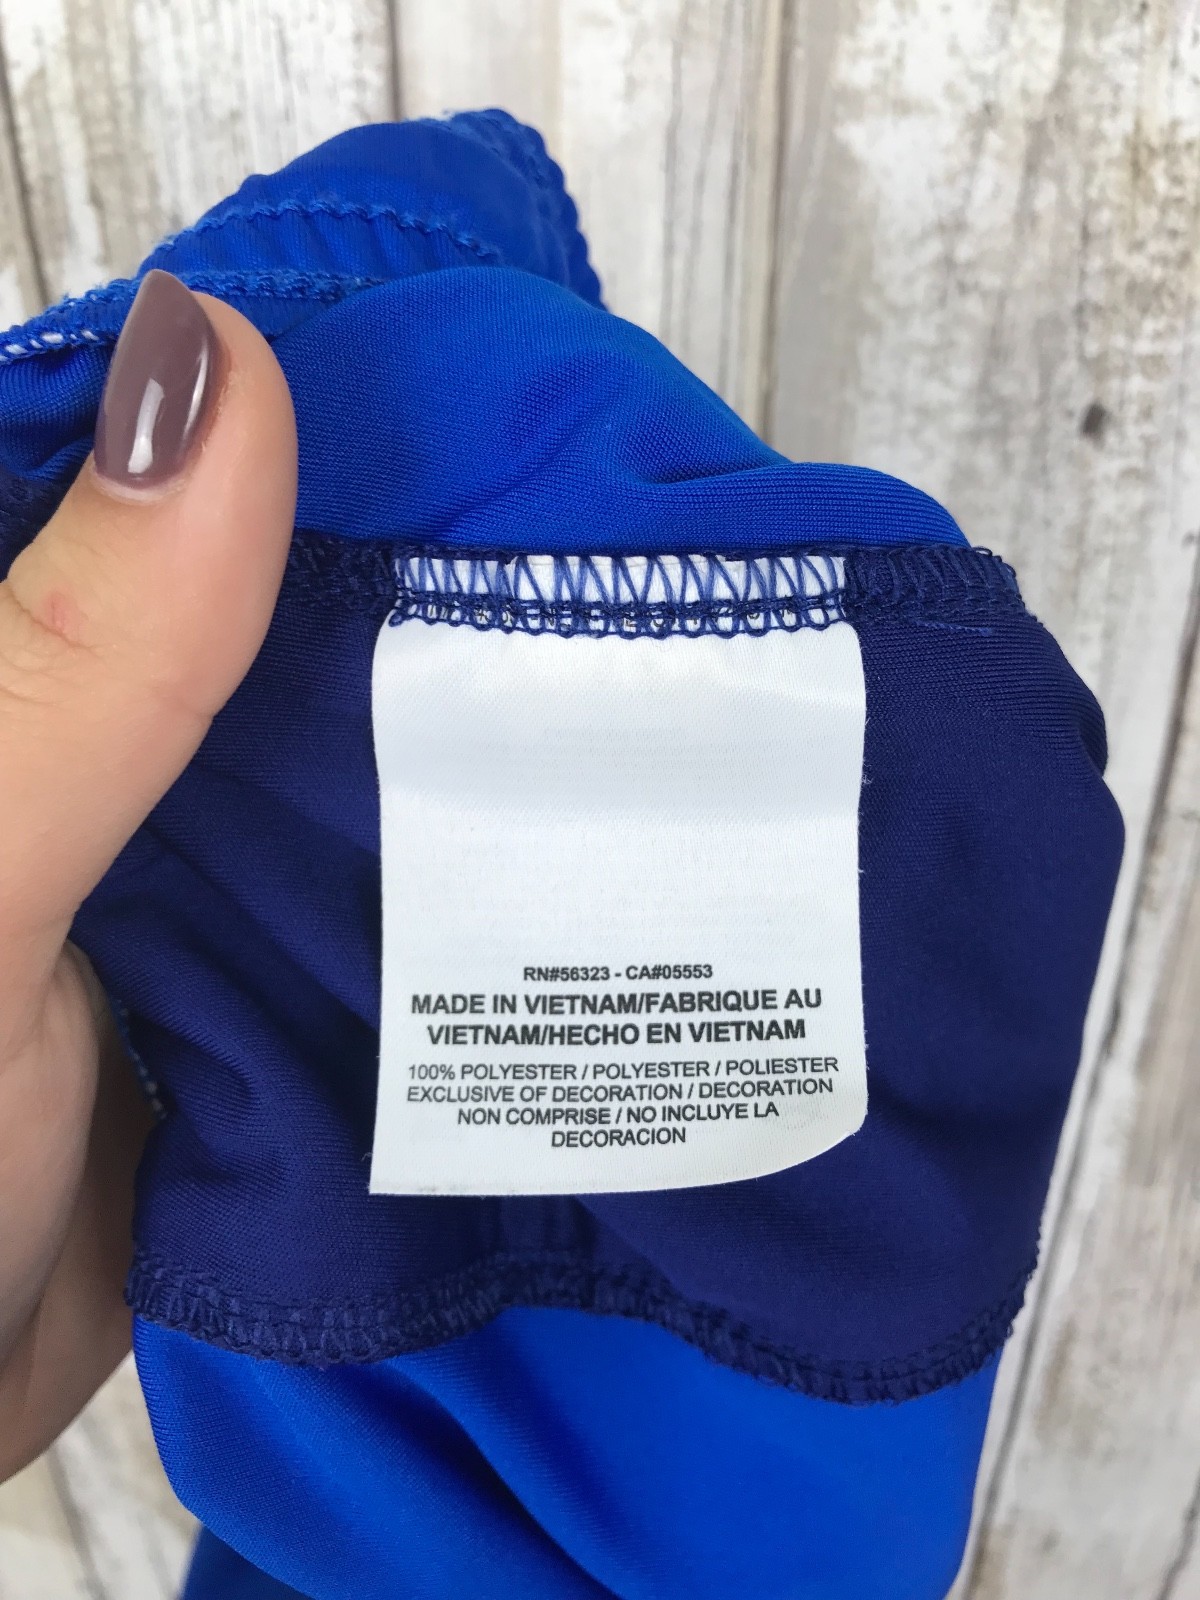 RN#56323 - CA#05553
MADE IN VIETNAM/FABRIQUE AU
VIETNAM/HECHO EN VIETNAM
100% POLYESTER / POLYESTER / POLIESTER
EXCLUSIVE OF DECORATION / DECORATION
NON COMPRISE / NO INCLUYE LA
DECORACION